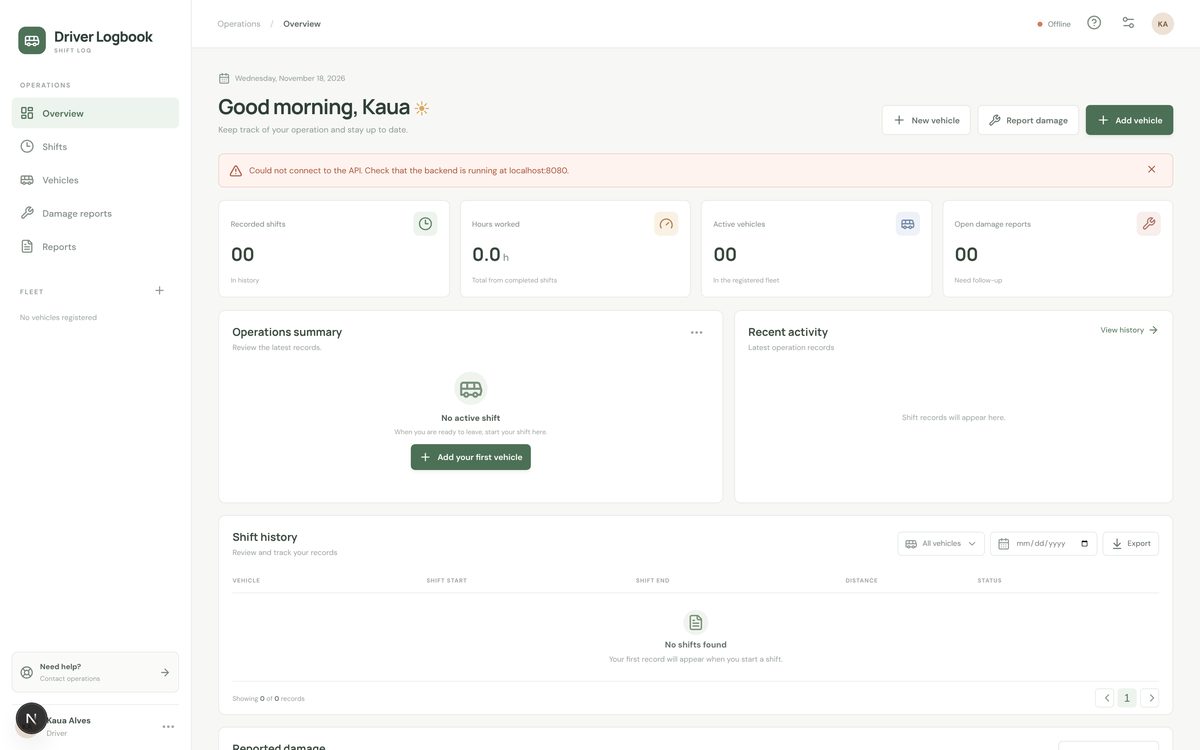 Driver Logbook
SHIFT LOG
OPERATIONS
Overview
Shifts
Vehicles
Damage reports
Reports
FLEET
No vehicles registered
Need help?
Contact operations
N
Kaua Alves
Driver
Operations / Overview
Offline
KA
Wednesday, November 18, 2026
Good morning, Kaua
Keep track of your operation and stay up to date.
New vehicle
Report damage
Add vehicle
Could not connect to the API. Check that the backend is running at localhost:8080.
Recorded shifts
00
In history
Hours worked
0.0 h
Total from completed shifts
Active vehicles
00
In the registered fleet
Open damage reports
00
Need follow-up
Operations summary
Review the latest records.
No active shift
When you are ready to leave, start your shift here.
Add your first vehicle
Recent activity
View history
Latest operation records
Shift records will appear here.
Shift history
Review and track your records
All vehicles
mm/dd/yyyy
Export
VEHICLE SHIFT START SHIFT END DISTANCE STATUS
No shifts found
Your first record will appear when you start a shift.
Showing 0 of 0 records
1
Reported damage